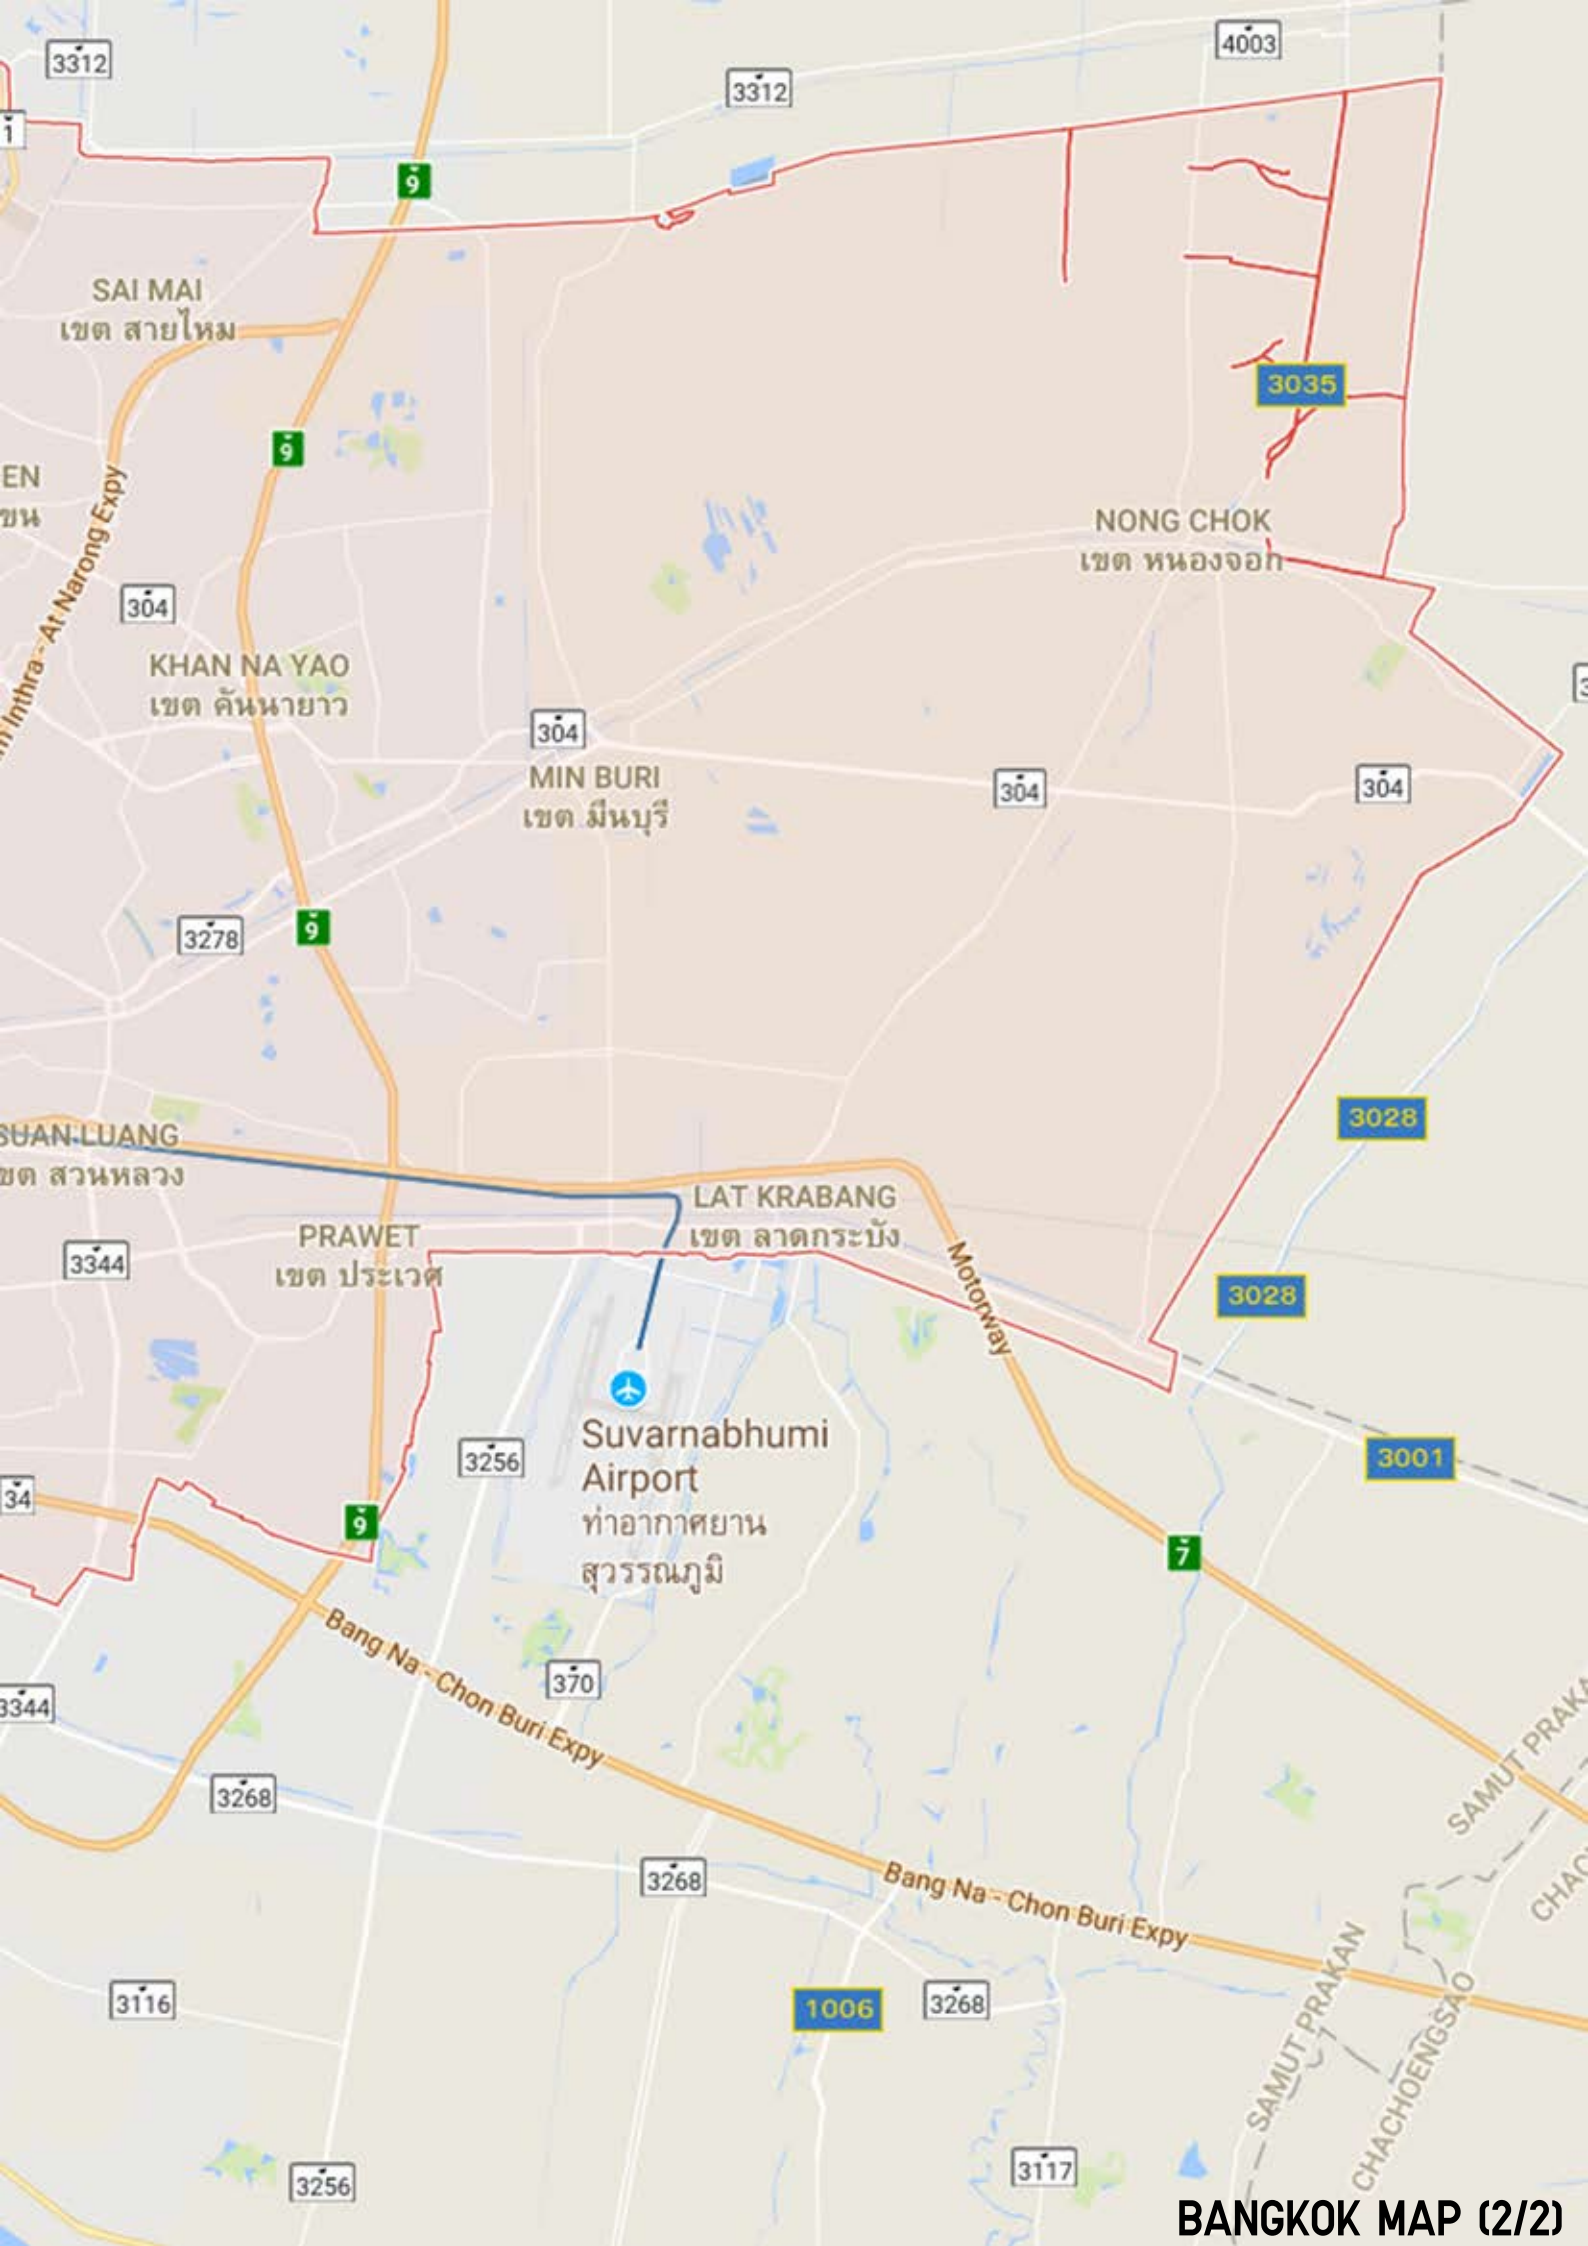 4003
3312
3312
1
9
SAI MAI
เขต สายไหม
3035
9
EN
ขน
NONG CHOK
เขต หนองจอก
304
In Inthra - At Narong Expy
KHAN NA YAO
เขต คันนายาว
3
304
MIN BURI
เขต มีนบุรี
304
304
3278
9
3028
SUAN LUANG
ขต สวนหลวง
LAT KRABANG
เขต ลาดกระบัง
PRAWET
เขต ประเวศ
3344
3028
Motorway
Suvarnabhumi
Airport
ท่าอากาศยาน
สุวรรณภูมิ
3256
3001
34
9
7
Bang Na - Chon Buri Expy
370
3344
SAMUT PRAKA
3268
3268
Bang Na - Chon Buri Expy
CHAC
3116
1006
3268
SAMUT PRAKAN
CHACHOENGSAO
3117
3256
BANGKOK MAP (2/2)